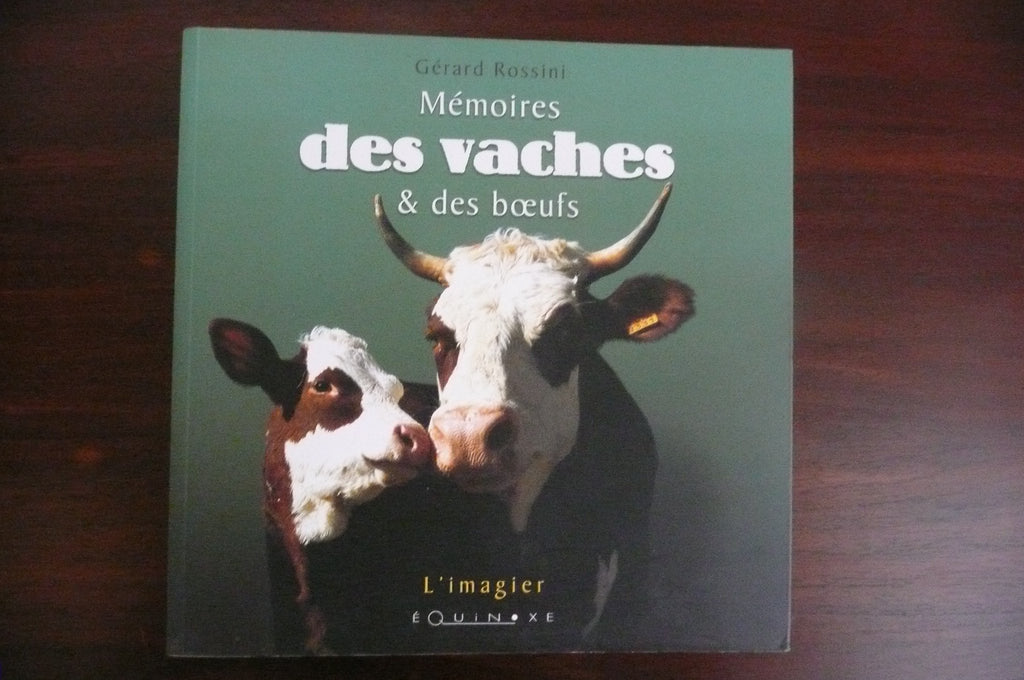 Gérard Rossini
Mémoires
des vaches
& des bœufs
L'imagier
ÉQUiNOXE